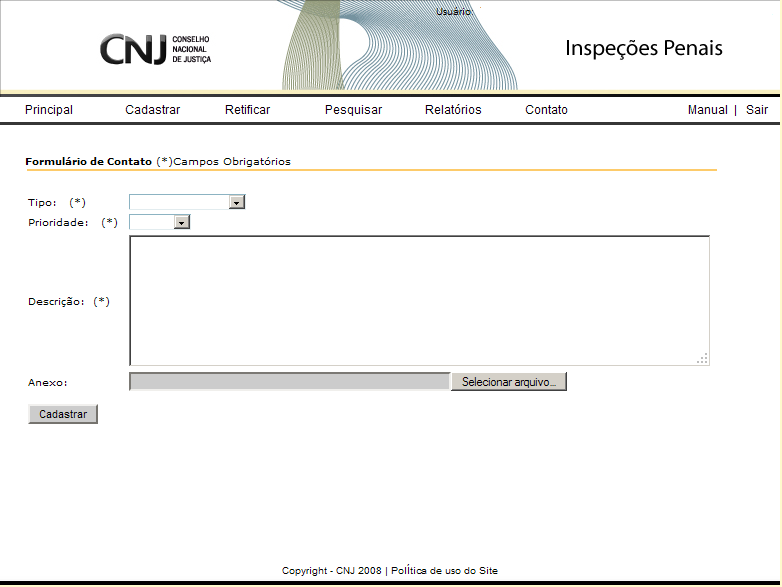 Usuário:
CNJ CONSELHO NACIONAL DE JUSTIÇA
Inspeções Penais
Principal Cadastrar Retificar Pesquisar Relatórios Contato Manual | Sair
Formulário de Contato (*)Campos Obrigatórios
Tipo: (*)
Prioridade: (*)
Descrição: (*)
Anexo: Selecionar arquivo...
Cadastrar
Copyright - CNJ 2008 | Política de uso do Site